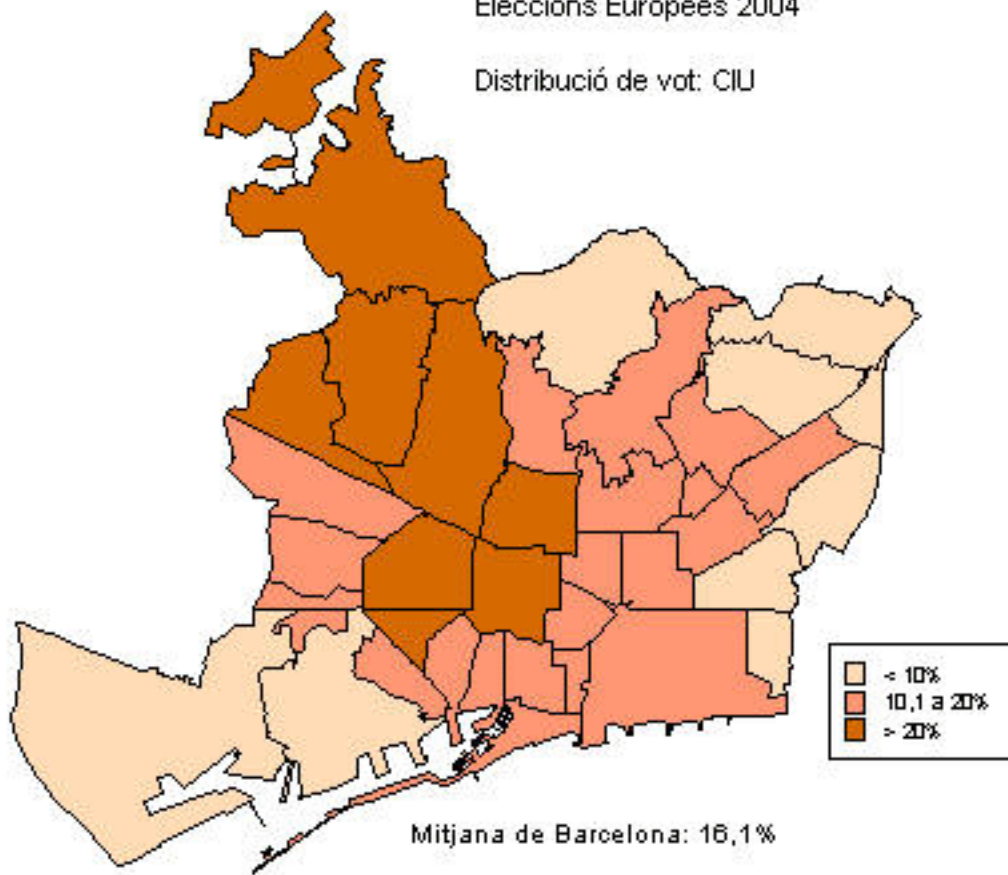 Eleccions Europees 2004
Distribució de vot: CIU
< 10%
10,1 a 20%
> 20%
Mitjana de Barcelona: 16,1%